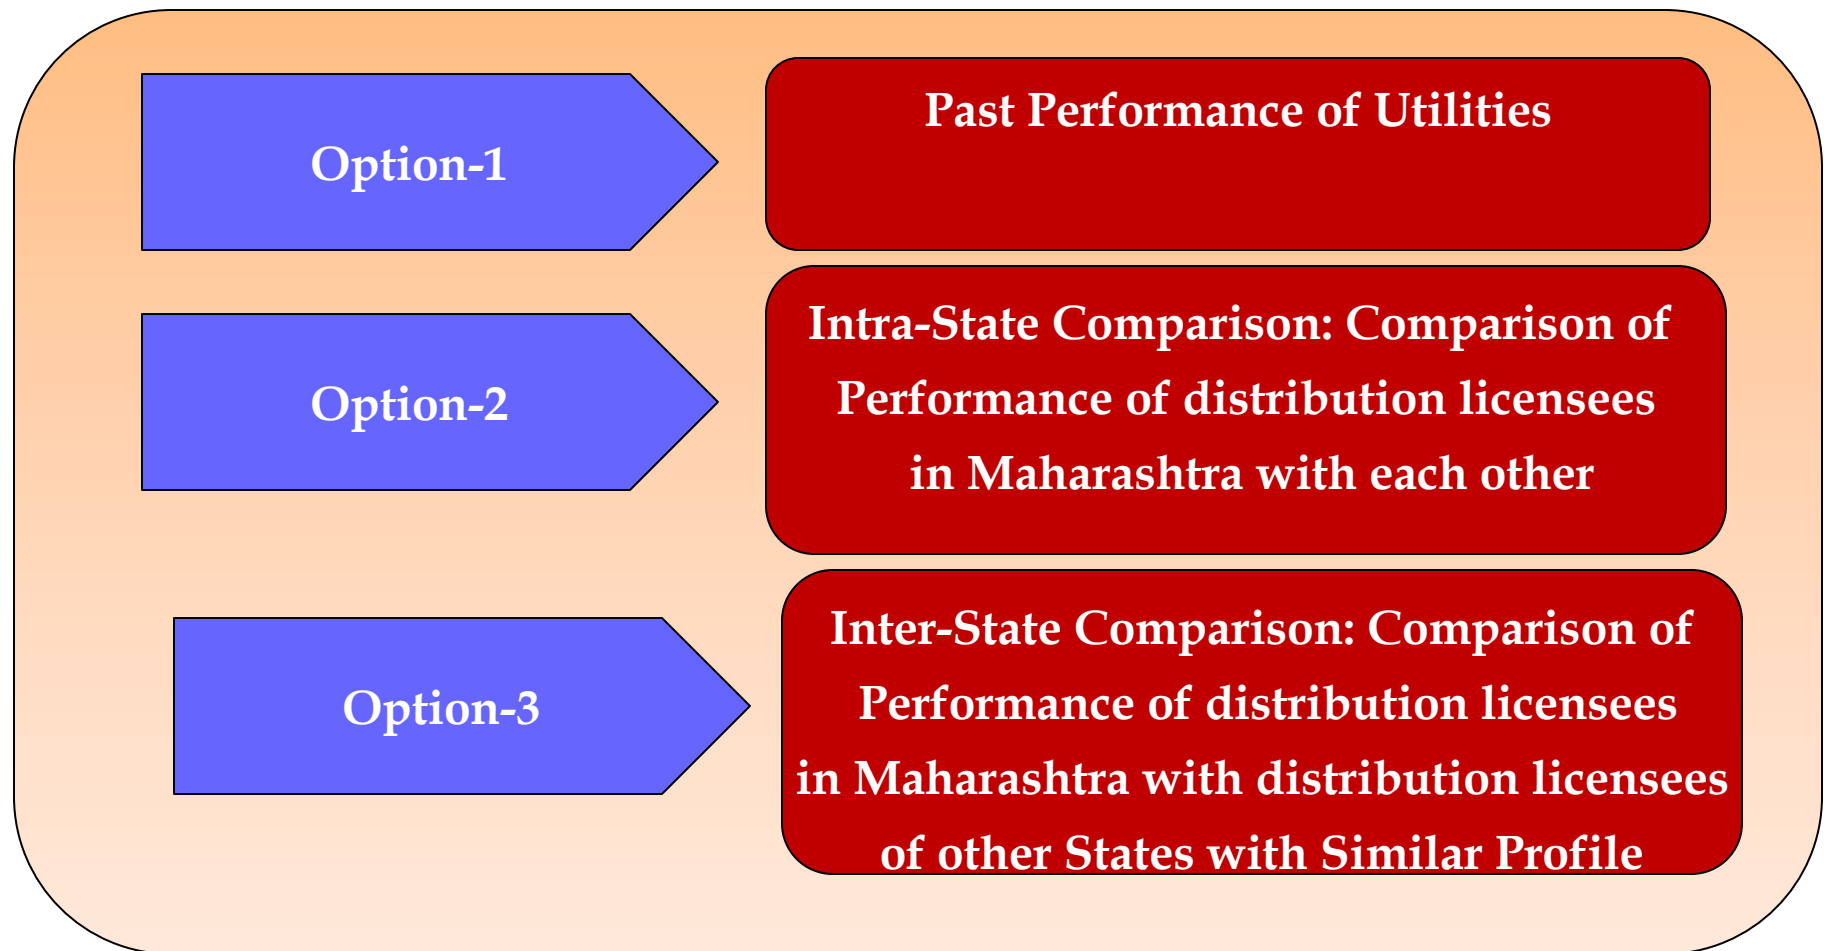 Option-1
Past Performance of Utilities
Option-2
Intra-State Comparison: Comparison of
Performance of distribution licensees
in Maharashtra with each other
Option-3
Inter-State Comparison: Comparison of
Performance of distribution licensees
in Maharashtra with distribution licensees
of other States with Similar Profile